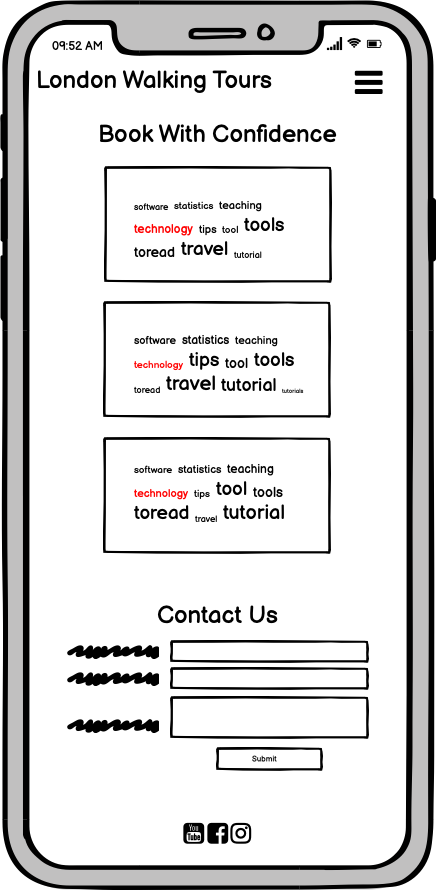 09:52 AM
London Walking Tours
Book With Confidence
software statistics teaching
technology tips tool tools
toread travel tutorial
software statistics teaching
technology tips tool tools
toread travel tutorial tutorials
software statistics teaching
technology tips tool tools
toread travel tutorial
Contact Us
Submit
You
Tube